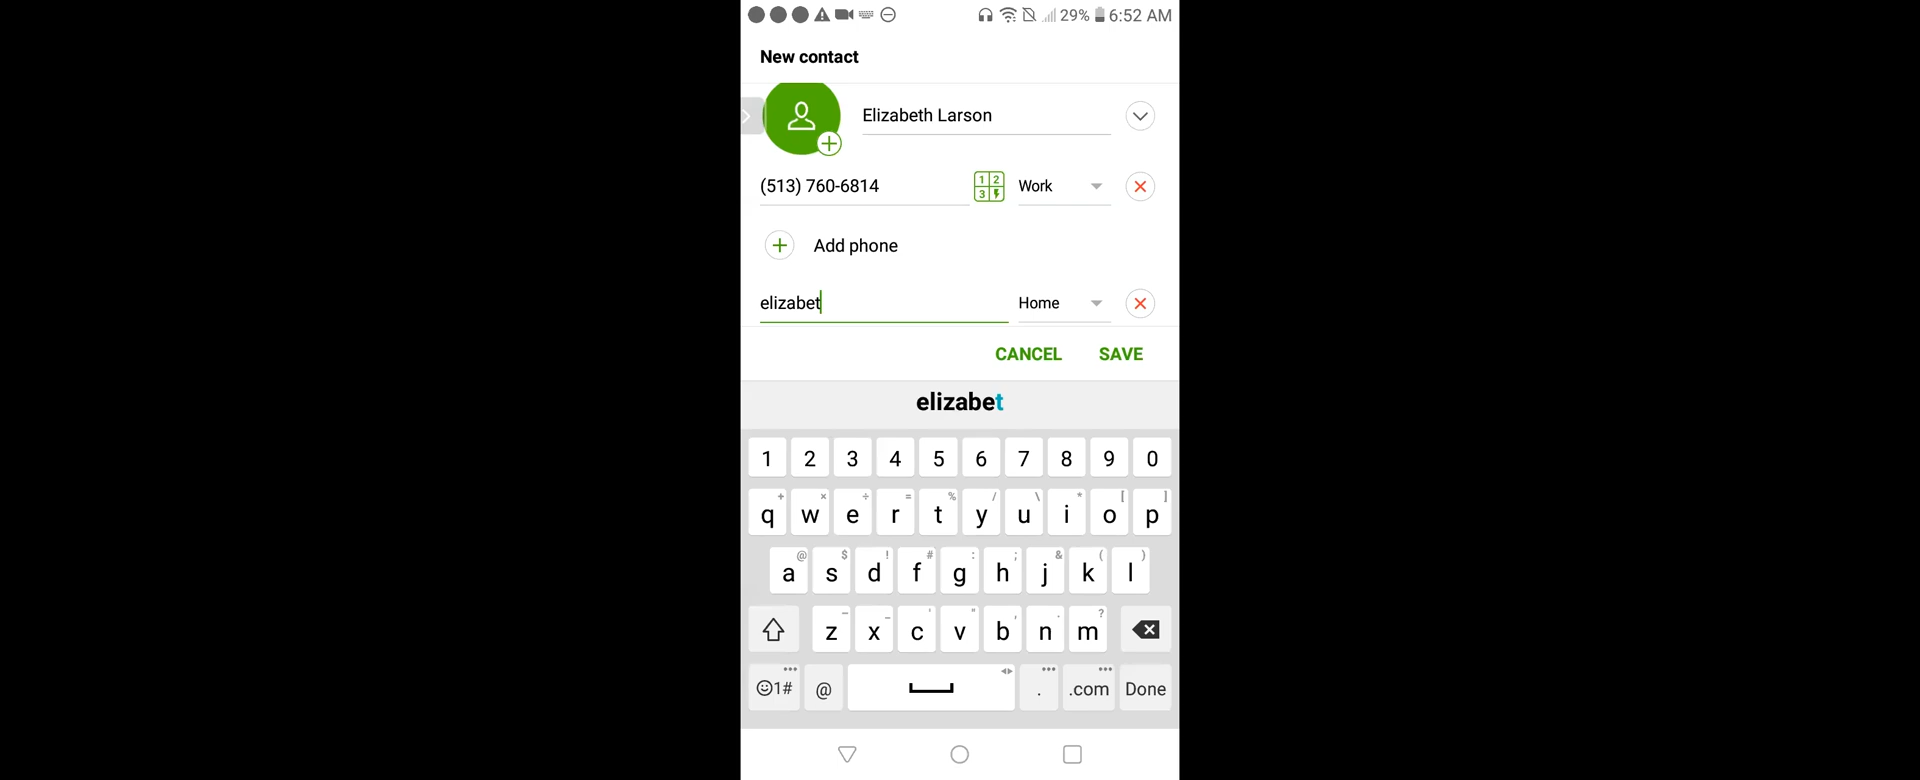 29% 6:52 AM
New contact
Elizabeth Larson
(513) 760-6814 1 2 3 Work
+ Add phone
elizabet Home
CANCEL SAVE
elizabet
1 2 3 4 5 6 7 8 9 0
+ × ÷ = % / \ * [ ]
q w e r t y u i o p
@ $ ! # : ; & ( )
a s d f g h j k l
– _ ' " , . ?
z x c v b n m
1# @ . .com Done